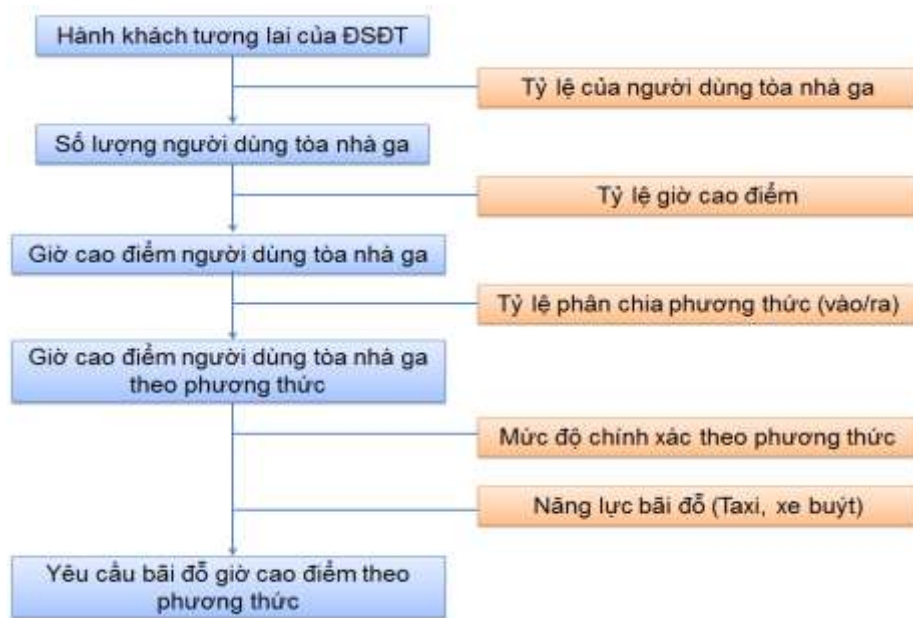 Hành khách tương lai của ĐSĐT
Tỷ lệ của người dùng tòa nhà ga
Số lượng người dùng tòa nhà ga
Tỷ lệ giờ cao điểm
Giờ cao điểm người dùng tòa nhà ga
Tỷ lệ phân chia phương thức (vào/ra)
Giờ cao điểm người dùng tòa nhà ga
theo phương thức
Mức độ chính xác theo phương thức
Năng lực bãi đỗ (Taxi, xe buýt)
Yêu cầu bãi đỗ giờ cao điểm theo
phương thức